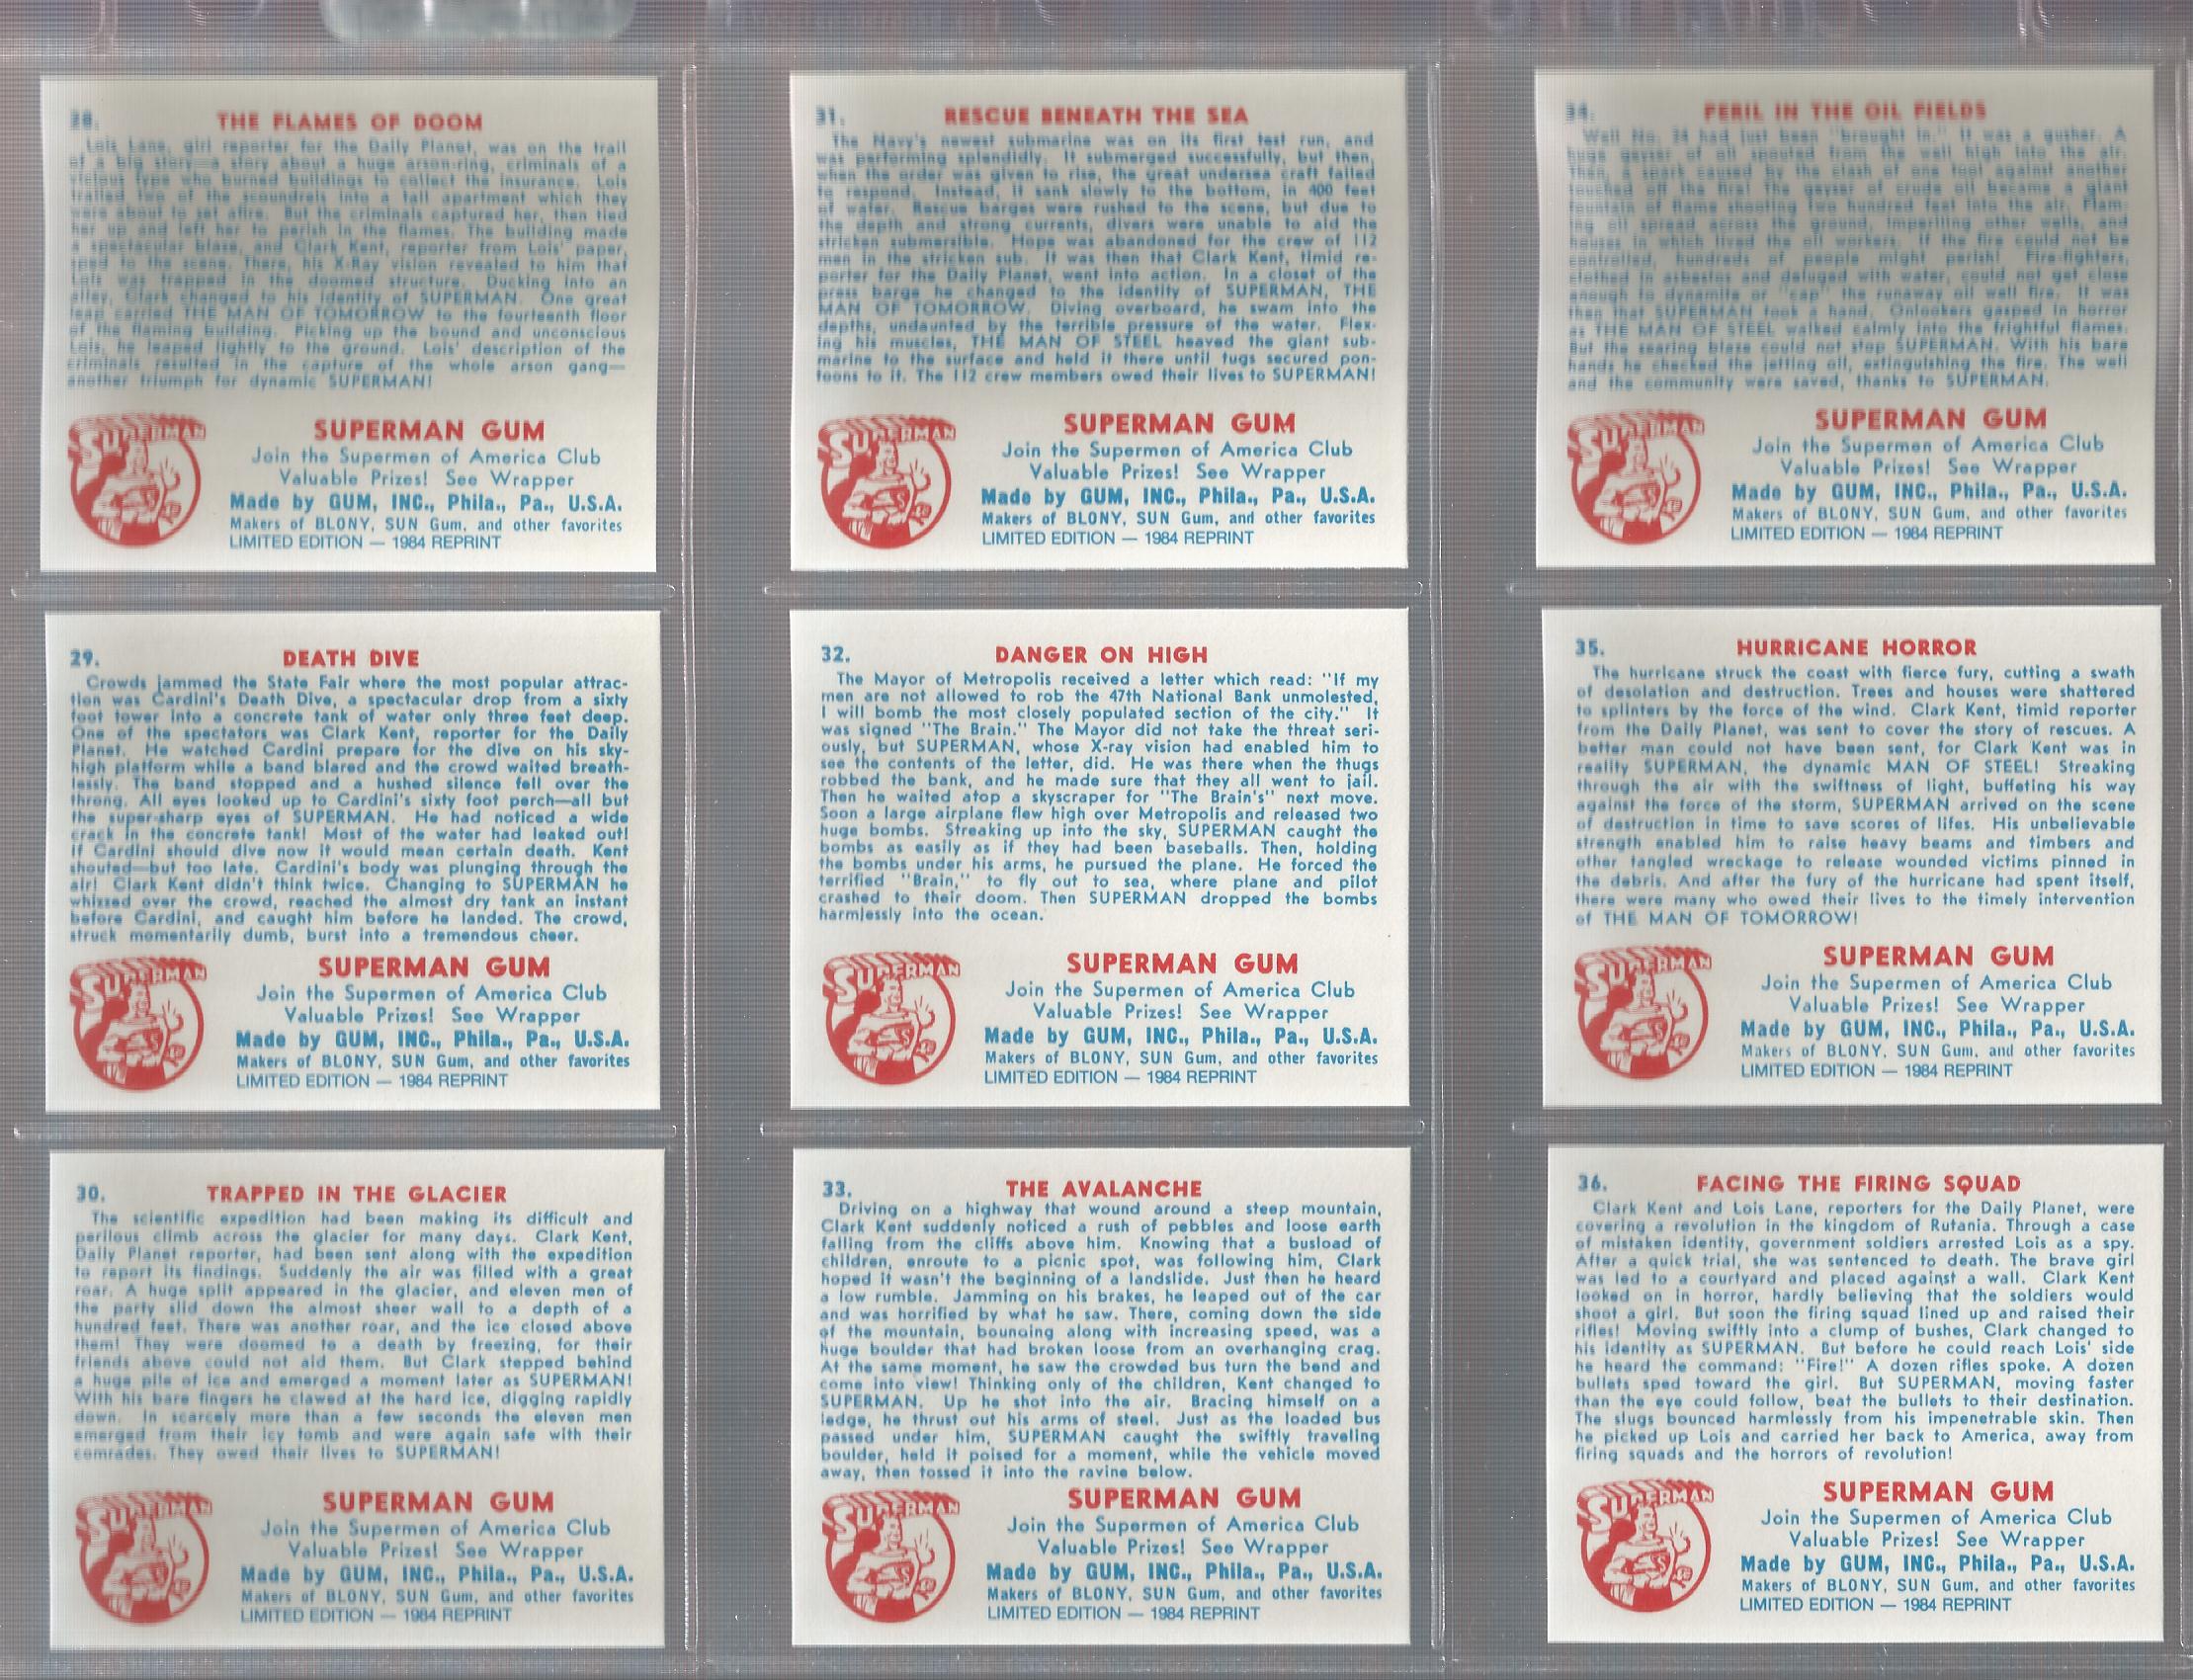 28. THE FLAMES OF DOOM
Lois Lane, girl reporter for the Daily Planet, was on the trail
of a big story—a story about a huge arson-ring, criminals of a
vicious type who burned buildings to collect the insurance. Lois
trailed two of the scoundrels into a tall apartment which they
were about to set afire. But the criminals captured her, then tied
her up and left her to perish in the flames. The building made
a spectacular blaze, and Clark Kent, reporter from Lois' paper,
sped to the scene. There, his X-Ray vision revealed to him that
Lois was trapped in the doomed structure. Ducking into an
alley, Clark changed to his identity of SUPERMAN. One great
leap carried THE MAN OF TOMORROW to the fourteenth floor
of the flaming building. Picking up the bound and unconscious
Lois, he leaped lightly to the ground. Lois' description of the
criminals resulted in the capture of the whole arson gang—
another triumph for dynamic SUPERMAN!
SUPERMAN
SUPERMAN GUM
Join the Supermen of America Club
Valuable Prizes! See Wrapper
Made by GUM, INC., Phila., Pa., U.S.A.
Makers of BLONY, SUN Gum, and other favorites
LIMITED EDITION — 1984 REPRINT
31. RESCUE BENEATH THE SEA
The Navy's newest submarine was on its first test run, and
was performing splendidly. It submerged successfully, but then,
when the order was given to rise, the great undersea craft failed
to respond. Instead, it sank slowly to the bottom, in 400 feet
of water. Rescue barges were rushed to the scene, but due to
the depth and strong currents, divers were unable to aid the
stricken submersible. Hope was abandoned for the crew of 112
men in the stricken sub. It was then that Clark Kent, timid re-
porter for the Daily Planet, went into action. In a closet of the
press barge he changed to the identity of SUPERMAN, THE
MAN OF TOMORROW. Diving overboard, he swam into the
depths, undaunted by the terrible pressure of the water. Flex-
ing his muscles, THE MAN OF STEEL heaved the giant sub-
marine to the surface and held it there until tugs secured pon-
toons to it. The 112 crew members owed their lives to SUPERMAN!
SUPERMAN
SUPERMAN GUM
Join the Supermen of America Club
Valuable Prizes! See Wrapper
Made by GUM, INC., Phila., Pa., U.S.A.
Makers of BLONY, SUN Gum, and other favorites
LIMITED EDITION — 1984 REPRINT
34. PERIL IN THE OIL FIELDS
Well No. 34 had just been "brought in." It was a gusher. A
huge geyser of oil spouted from the well high into the air.
Then, a spark caused by the clash of one tool against another
touched off the fire! The geyser of crude oil became a giant
fountain of flame shooting two hundred feet into the air. Flam-
ing oil spread across the ground, imperilling other wells, and
houses in which lived the oil workers. If the fire could not be
controlled, hundreds of people might perish! Fire-fighters,
clothed in asbestos and deluged with water, could not get close
enough to dynamite or "cap" the runaway oil well fire. It was
then that SUPERMAN took a hand. Onlookers gasped in horror
as THE MAN OF STEEL walked calmly into the frightful flames.
But the searing blaze could not stop SUPERMAN. With his bare
hands he checked the jetting oil, extinguishing the fire. The well
and the community were saved, thanks to SUPERMAN.
SUPERMAN
SUPERMAN GUM
Join the Supermen of America Club
Valuable Prizes! See Wrapper
Made by GUM, INC., Phila., Pa., U.S.A.
Makers of BLONY, SUN Gum, and other favorites
LIMITED EDITION — 1984 REPRINT
29. DEATH DIVE
Crowds jammed the State Fair where the most popular attrac-
tion was Cardini's Death Dive, a spectacular drop from a sixty
foot tower into a concrete tank of water only three feet deep.
One of the spectators was Clark Kent, reporter for the Daily
Planet. He watched Cardini prepare for the dive on his sky-
high platform while a band blared and the crowd waited breath-
lessly. The band stopped and a hushed silence fell over the
throng. All eyes looked up to Cardini's sixty foot perch—all but
the super-sharp eyes of SUPERMAN. He had noticed a wide
crack in the concrete tank! Most of the water had leaked out!
If Cardini should dive now it would mean certain death. Kent
shouted—but too late. Cardini's body was plunging through the
air! Clark Kent didn't think twice. Changing to SUPERMAN he
whizzed over the crowd, reached the almost dry tank an instant
before Cardini, and caught him before he landed. The crowd,
struck momentarily dumb, burst into a tremendous cheer.
SUPERMAN
SUPERMAN GUM
Join the Supermen of America Club
Valuable Prizes! See Wrapper
Made by GUM, INC., Phila., Pa., U.S.A.
Makers of BLONY, SUN Gum, and other favorites
LIMITED EDITION — 1984 REPRINT
32. DANGER ON HIGH
The Mayor of Metropolis received a letter which read: "If my
men are not allowed to rob the 47th National Bank unmolested,
I will bomb the most closely populated section of the city." It
was signed "The Brain." The Mayor did not take the threat seri-
ously, but SUPERMAN, whose X-ray vision had enabled him to
see the contents of the letter, did. He was there when the thugs
robbed the bank, and he made sure that they all went to jail.
Then he waited atop a skyscraper for "The Brain's" next move.
Soon a large airplane flew high over Metropolis and released two
huge bombs. Streaking up into the sky, SUPERMAN caught the
bombs as easily as if they had been baseballs. Then, holding
the bombs under his arms, he pursued the plane. He forced the
terrified "Brain," to fly out to sea, where plane and pilot
crashed to their doom. Then SUPERMAN dropped the bombs
harmlessly into the ocean.
SUPERMAN
SUPERMAN GUM
Join the Supermen of America Club
Valuable Prizes! See Wrapper
Made by GUM, INC., Phila., Pa., U.S.A.
Makers of BLONY, SUN Gum, and other favorites
LIMITED EDITION — 1984 REPRINT
35. HURRICANE HORROR
The hurricane struck the coast with fierce fury, cutting a swath
of desolation and destruction. Trees and houses were shattered
to splinters by the force of the wind. Clark Kent, timid reporter
from the Daily Planet, was sent to cover the story of rescues. A
better man could not have been sent, for Clark Kent was in
reality SUPERMAN, the dynamic MAN OF STEEL! Streaking
through the air with the swiftness of light, buffeting his way
against the force of the storm, SUPERMAN arrived on the scene
of destruction in time to save scores of lifes. His unbelievable
strength enabled him to raise heavy beams and timbers and
other tangled wreckage to release wounded victims pinned in
the debris. And after the fury of the hurricane had spent itself,
there were many who owed their lives to the timely intervention
of THE MAN OF TOMORROW!
SUPERMAN
SUPERMAN GUM
Join the Supermen of America Club
Valuable Prizes! See Wrapper
Made by GUM, INC., Phila., Pa., U.S.A.
Makers of BLONY, SUN Gum, and other favorites
LIMITED EDITION — 1984 REPRINT
30. TRAPPED IN THE GLACIER
The scientific expedition had been making its difficult and
perilous climb across the glacier for many days. Clark Kent,
Daily Planet reporter, had been sent along with the expedition
to report its findings. Suddenly the air was filled with a great
roar. A huge split appeared in the glacier, and eleven men of
the party slid down the almost sheer wall to a depth of a
hundred feet. There was another roar, and the ice closed above
them! They were doomed to a death by freezing, for their
friends above could not aid them. But Clark stepped behind
a huge pile of ice and emerged a moment later as SUPERMAN!
With his bare fingers he clawed at the hard ice, digging rapidly
down. In scarcely more than a few seconds the eleven men
emerged from their icy tomb and were again safe with their
comrades. They owed their lives to SUPERMAN!
SUPERMAN
SUPERMAN GUM
Join the Supermen of America Club
Valuable Prizes! See Wrapper
Made by GUM, INC., Phila., Pa., U.S.A.
Makers of BLONY, SUN Gum, and other favorites
LIMITED EDITION — 1984 REPRINT
33. THE AVALANCHE
Driving on a highway that wound around a steep mountain,
Clark Kent suddenly noticed a rush of pebbles and loose earth
falling from the cliffs above him. Knowing that a busload of
children, enroute to a picnic spot, was following him, Clark
hoped it wasn't the beginning of a landslide. Just then he heard
a low rumble. Jamming on his brakes, he leaped out of the car
and was horrified by what he saw. There, coming down the side
of the mountain, bouncing along with increasing speed, was a
huge boulder that had broken loose from an overhanging crag.
At the same moment, he saw the crowded bus turn the bend and
come into view! Thinking only of the children, Kent changed to
SUPERMAN. Up he shot into the air. Bracing himself on a
ledge, he thrust out his arms of steel. Just as the loaded bus
passed under him, SUPERMAN caught the swiftly traveling
boulder, held it poised for a moment, while the vehicle moved
away, then tossed it into the ravine below.
SUPERMAN
SUPERMAN GUM
Join the Supermen of America Club
Valuable Prizes! See Wrapper
Made by GUM, INC., Phila., Pa., U.S.A.
Makers of BLONY, SUN Gum, and other favorites
LIMITED EDITION — 1984 REPRINT
36. FACING THE FIRING SQUAD
Clark Kent and Lois Lane, reporters for the Daily Planet, were
covering a revolution in the kingdom of Rutania. Through a case
of mistaken identity, government soldiers arrested Lois as a spy.
After a quick trial, she was sentenced to death. The brave girl
was led to a courtyard and placed against a wall. Clark Kent
looked on in horror, hardly believing that the soldiers would
shoot a girl. But soon the firing squad lined up and raised their
rifles! Moving swiftly into a clump of bushes, Clark changed to
his identity as SUPERMAN. But before he could reach Lois' side
he heard the command: "Fire!" A dozen rifles spoke. A dozen
bullets sped toward the girl. But SUPERMAN, moving faster
than the eye could follow, beat the bullets to their destination.
The slugs bounced harmlessly from his impenetrable skin. Then
he picked up Lois and carried her back to America, away from
firing squads and the horrors of revolution!
SUPERMAN
SUPERMAN GUM
Join the Supermen of America Club
Valuable Prizes! See Wrapper
Made by GUM, INC., Phila., Pa., U.S.A.
Makers of BLONY, SUN Gum, and other favorites
LIMITED EDITION — 1984 REPRINT